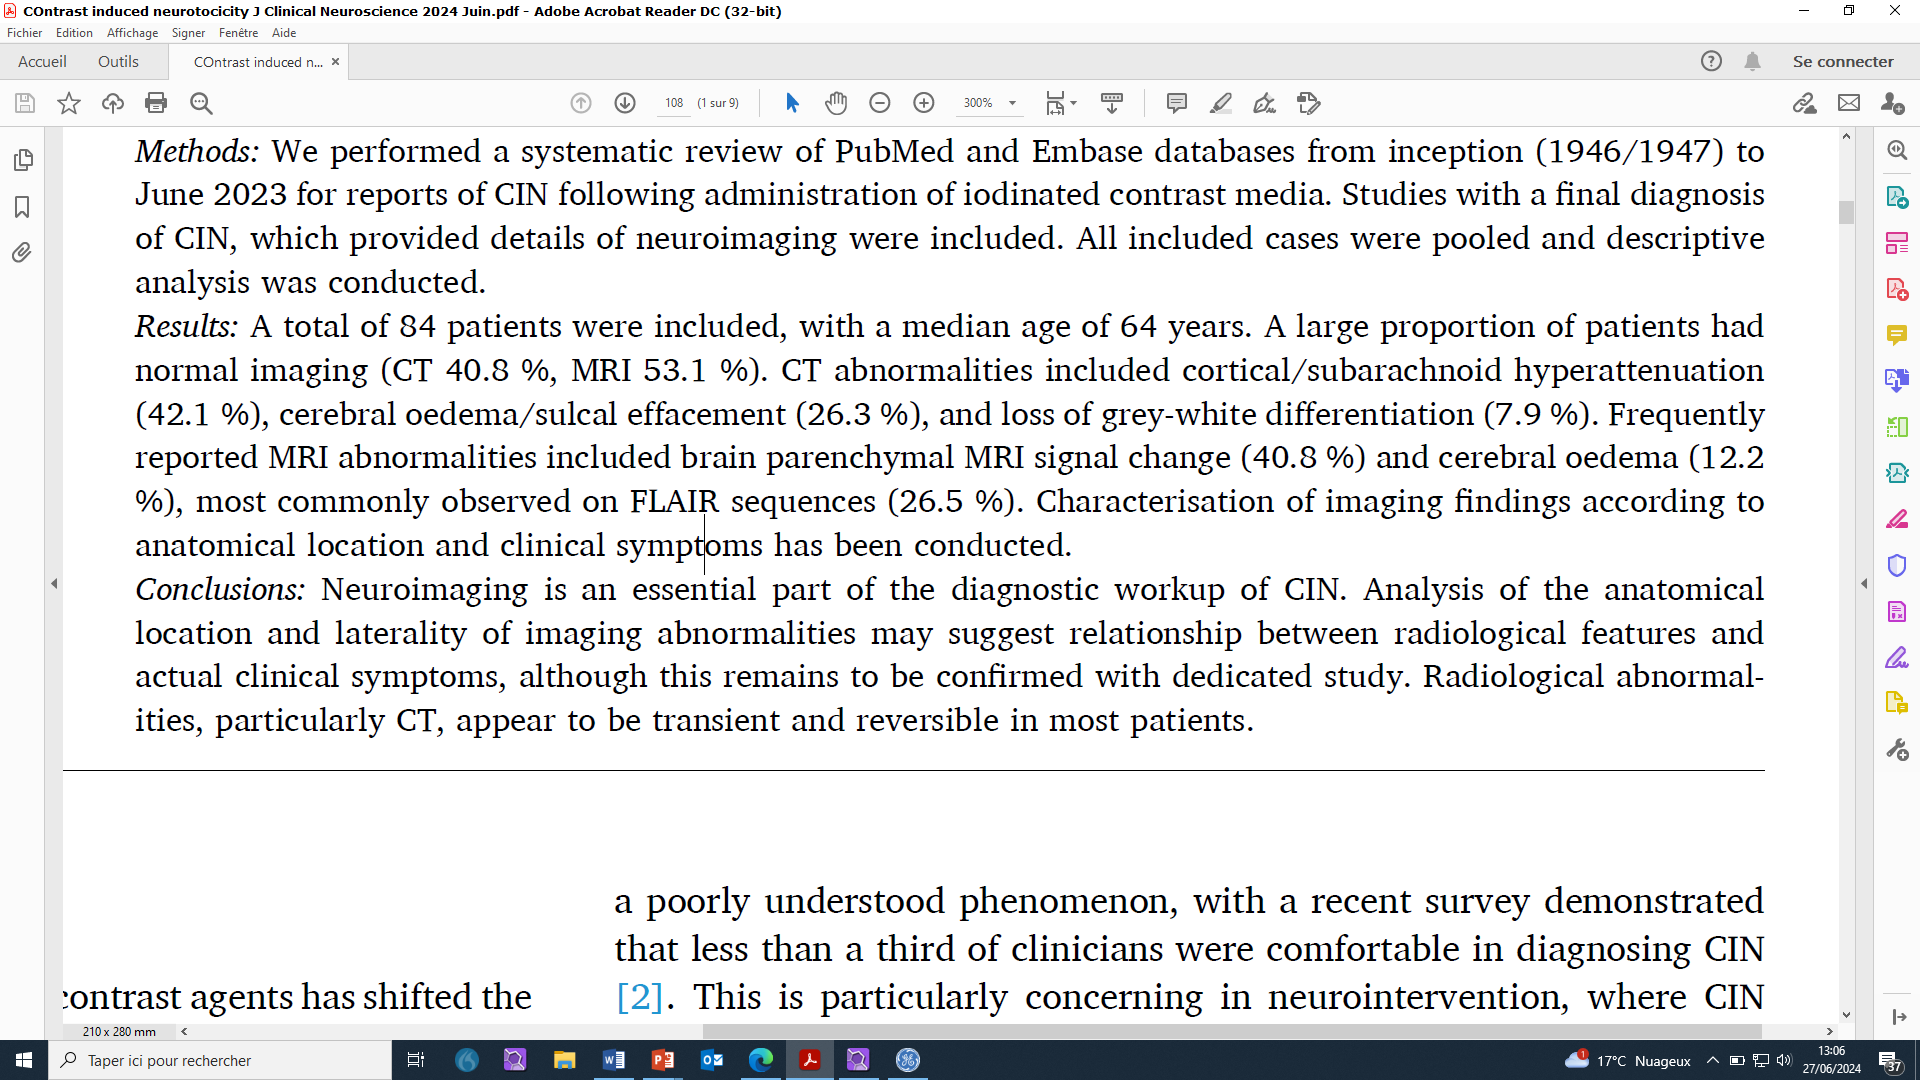 COntrast induced neurotocicity J Clinical Neuroscience 2024 Juin.pdf - Adobe Acrobat Reader DC (32-bit)
Fichier Edition Affichage Signer Fenêtre Aide
Accueil Outils COntrast induced n... × Se connecter
108 (1 sur 9) 300%
Methods: We performed a systematic review of PubMed and Embase databases from inception (1946/1947) to
June 2023 for reports of CIN following administration of iodinated contrast media. Studies with a final diagnosis
of CIN, which provided details of neuroimaging were included. All included cases were pooled and descriptive
analysis was conducted.
Results: A total of 84 patients were included, with a median age of 64 years. A large proportion of patients had
normal imaging (CT 40.8 %, MRI 53.1 %). CT abnormalities included cortical/subarachnoid hyperattenuation
(42.1 %), cerebral oedema/sulcal effacement (26.3 %), and loss of grey-white differentiation (7.9 %). Frequently
reported MRI abnormalities included brain parenchymal MRI signal change (40.8 %) and cerebral oedema (12.2
%), most commonly observed on FLAIR sequences (26.5 %). Characterisation of imaging findings according to
anatomical location and clinical symptoms has been conducted.
Conclusions: Neuroimaging is an essential part of the diagnostic workup of CIN. Analysis of the anatomical
location and laterality of imaging abnormalities may suggest relationship between radiological features and
actual clinical symptoms, although this remains to be confirmed with dedicated study. Radiological abnormal-
ities, particularly CT, appear to be transient and reversible in most patients.
contrast agents has shifted the
a poorly understood phenomenon, with a recent survey demonstrated
that less than a third of clinicians were comfortable in diagnosing CIN
[2]. This is particularly concerning in neurointervention, where CIN
210 x 280 mm
Taper ici pour rechercher
1 17°C Nuageux
13:06
27/06/2024
37